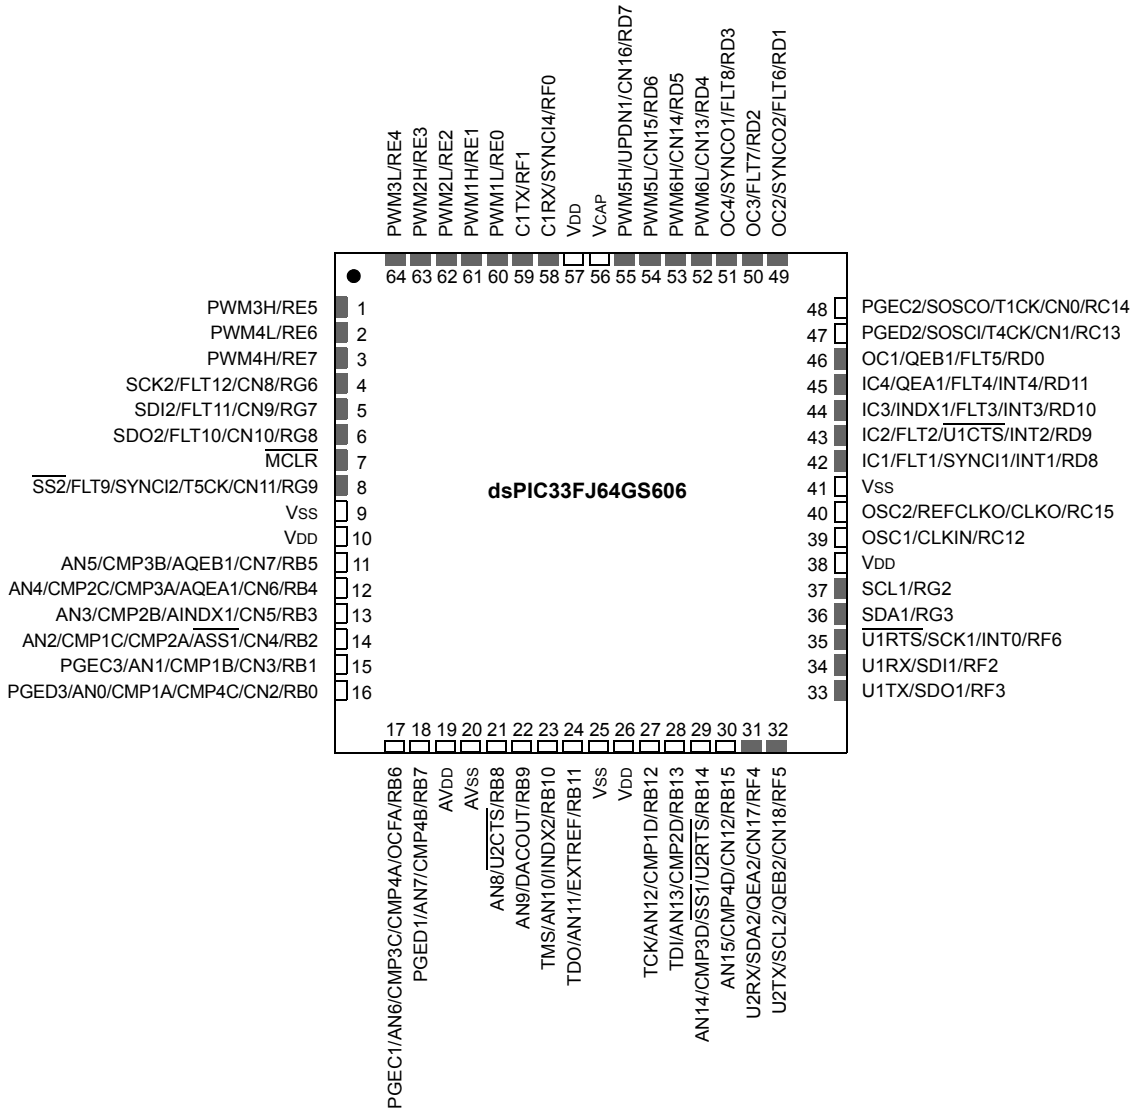 PWM3L/RE4
PWM2H/RE3
PWM2L/RE2
PWM1H/RE1
PWM1L/RE0
C1TX/RF1
C1RX/SYNCI4/RF0
VDD
VCAP
PWM5H/UPDN1/CN16/RD7
PWM5L/CN15/RD6
PWM6H/CN14/RD5
PWM6L/CN13/RD4
OC4/SYNCO1/FLT8/RD3
OC3/FLT7/RD2
OC2/SYNCO2/FLT6/RD1
64 63 62 61 60 59 58 57 56 55 54 53 52 51 50 49
PWM3H/RE5 1
PWM4L/RE6 2
PWM4H/RE7 3
SCK2/FLT12/CN8/RG6 4
SDI2/FLT11/CN9/RG7 5
SDO2/FLT10/CN10/RG8 6
MCLR 7
SS2/FLT9/SYNCI2/T5CK/CN11/RG9 8
VSS 9
VDD 10
AN5/CMP3B/AQEB1/CN7/RB5 11
AN4/CMP2C/CMP3A/AQEA1/CN6/RB4 12
AN3/CMP2B/AINDX1/CN5/RB3 13
AN2/CMP1C/CMP2A/ASS1/CN4/RB2 14
PGEC3/AN1/CMP1B/CN3/RB1 15
PGED3/AN0/CMP1A/CMP4C/CN2/RB0 16
dsPIC33FJ64GS606
48 PGEC2/SOSCO/T1CK/CN0/RC14
47 PGED2/SOSCI/T4CK/CN1/RC13
46 OC1/QEB1/FLT5/RD0
45 IC4/QEA1/FLT4/INT4/RD11
44 IC3/INDX1/FLT3/INT3/RD10
43 IC2/FLT2/U1CTS/INT2/RD9
42 IC1/FLT1/SYNCI1/INT1/RD8
41 VSS
40 OSC2/REFCLKO/CLKO/RC15
39 OSC1/CLKIN/RC12
38 VDD
37 SCL1/RG2
36 SDA1/RG3
35 U1RTS/SCK1/INT0/RF6
34 U1RX/SDI1/RF2
33 U1TX/SDO1/RF3
17 18 19 20 21 22 23 24 25 26 27 28 29 30 31 32
PGEC1/AN6/CMP3C/CMP4A/OCFA/RB6
PGED1/AN7/CMP4B/RB7
AVDD
AVSS
AN8/U2CTS/RB8
AN9/DACOUT/RB9
TMS/AN10/INDX2/RB10
TDO/AN11/EXTREF/RB11
VSS
VDD
TCK/AN12/CMP1D/RB12
TDI/AN13/CMP2D/RB13
AN14/CMP3D/SS1/U2RTS/RB14
AN15/CMP4D/CN12/RB15
U2RX/SDA2/QEA2/CN17/RF4
U2TX/SCL2/QEB2/CN18/RF5